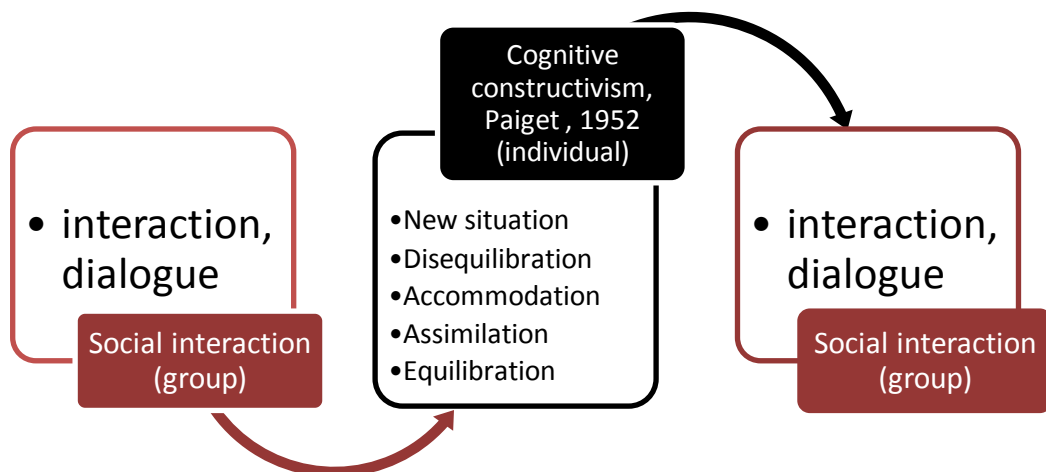 • interaction,
dialogue
Social interaction
(group)
Cognitive
constructivism,
Paiget , 1952
(individual)
•New situation
•Disequilibration
•Accommodation
•Assimilation
•Equilibration
• interaction,
dialogue
Social interaction
(group)